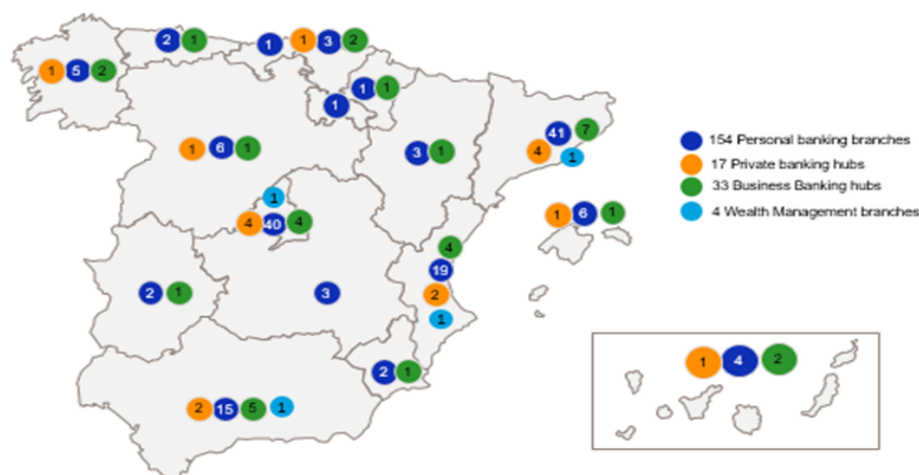 2 1
1
1 3 2
1 5 2
1 1
1
41 7
4 1
1 6 1
3 1
154 Personal banking branches
17 Private banking hubs
33 Business Banking hubs
4 Wealth Management branches
1
4 40 4
1 6 1
4
19
2
1
2 1
3
2 1
2 15 5 1
1 4 2